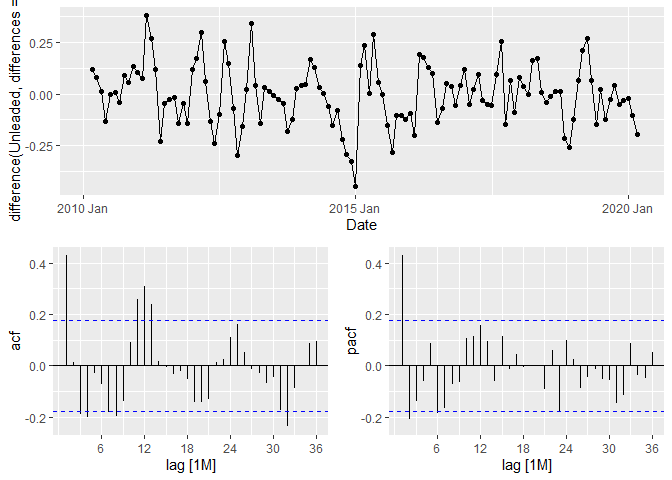 difference(Unleaded, differences =
0.25
0.00
-0.25
2010 Jan
2015 Jan
2020 Jan
Date
acf
0.4
0.2
0.0
-0.2
6
12
18
24
30
36
lag [1M]
pacf
0.4
0.2
0.0
-0.2
6
12
18
24
30
36
lag [1M]